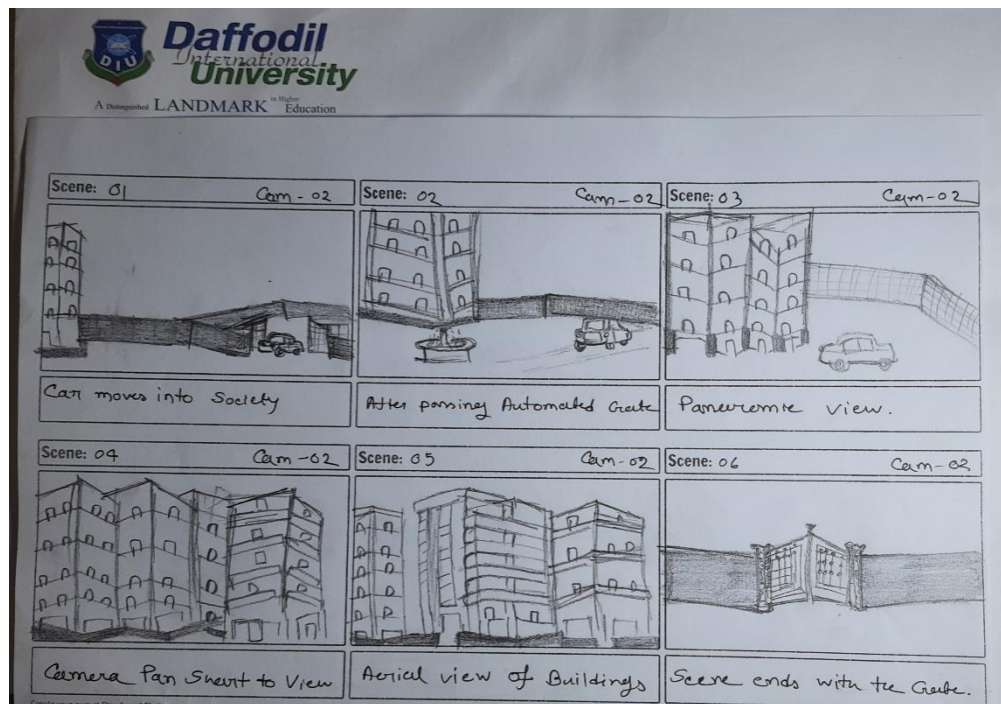 DIU
Daffodil
International
University
A Distinguished LANDMARK in Higher Education
Scene: 01 Cam - 02
Scene: 02 Cam - 02
Scene: 03 Cam - 02
Car moves into Society
After passing Automated Gate
Panoromic view.
Scene: 04 Cam - 02
Scene: 05 Cam - 02
Scene: 06 Cam - 02
Camera Pan to View
Aerial view of Buildings
Scene ends with the Gate.